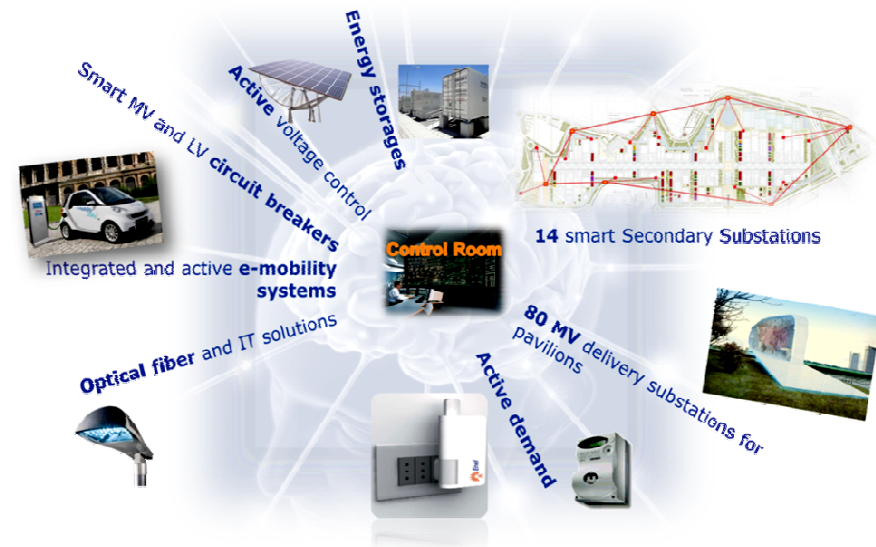 Energy storages
Active voltage control
Smart MV and LV circuit breakers
Control Room
14 smart Secondary Substations
Integrated and active e-mobility
systems
80 MV delivery substations for
pavilions
Optical fiber and IT solutions
Active demand
Enel